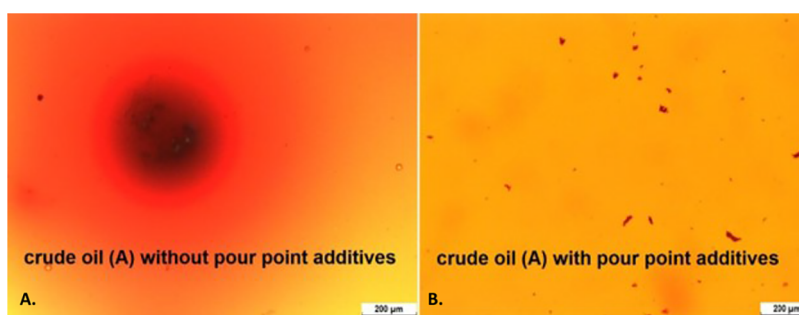 crude oil (A) without pour point additives
A.
200 µm
crude oil (A) with pour point additives
B.
200 µm